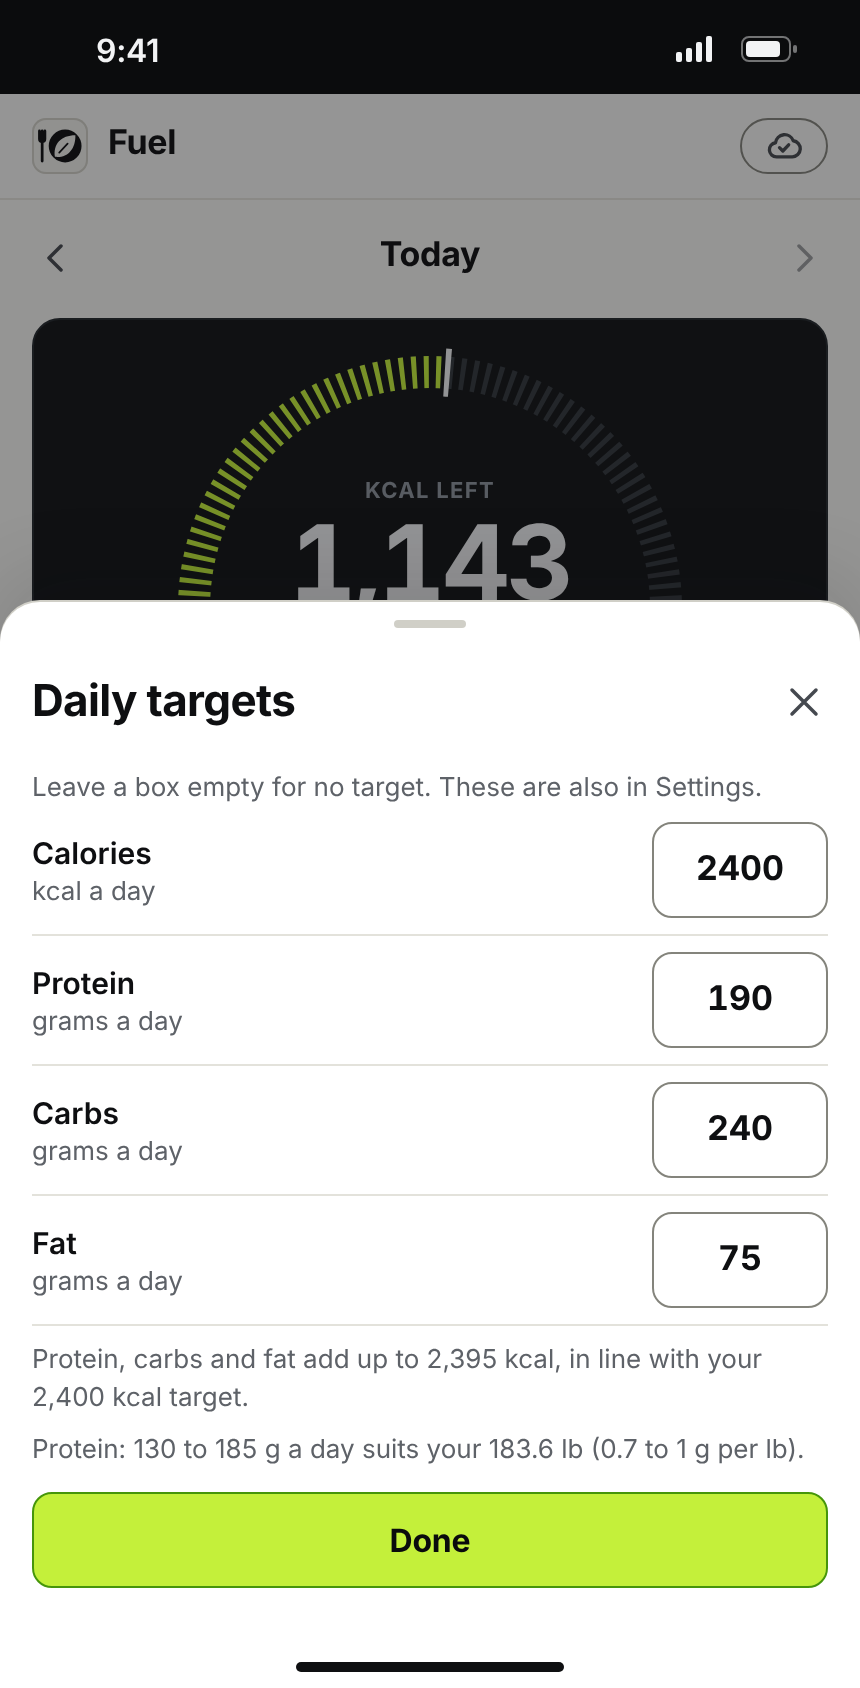 9:41
Fuel
Today
KCAL LEFT
1,143
Daily targets
Leave a box empty for no target. These are also in Settings.
Calories
kcal a day
2400
Protein
grams a day
190
Carbs
grams a day
240
Fat
grams a day
75
Protein, carbs and fat add up to 2,395 kcal, in line with your
2,400 kcal target.
Protein: 130 to 185 g a day suits your 183.6 lb (0.7 to 1 g per lb).
Done